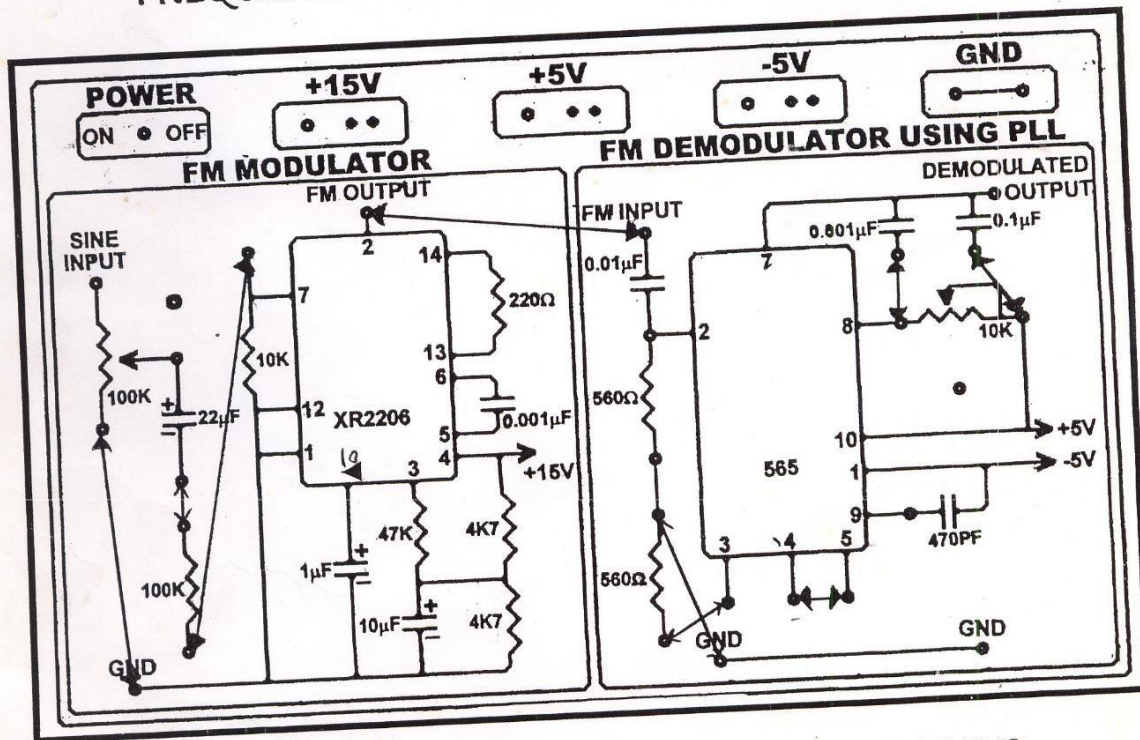 POWER
ON OFF
+15V
+5V
-5V
GND
FM MODULATOR
FM OUTPUT
SINE
INPUT
100K
22µF
100K
GND
10K
2
7
12
1
XR2206
10
3
14
13
6
5
4
220Ω
0.001µF
+15V
47K
4K7
1µF
10µF
4K7
FM DEMODULATOR USING PLL
DEMODULATED
OUTPUT
FM INPUT
0.01µF
0.001µF
0.1µF
7
2
8
10K
560Ω
565
10
1
9
+5V
-5V
470PF
3
4
5
560Ω
GND
GND